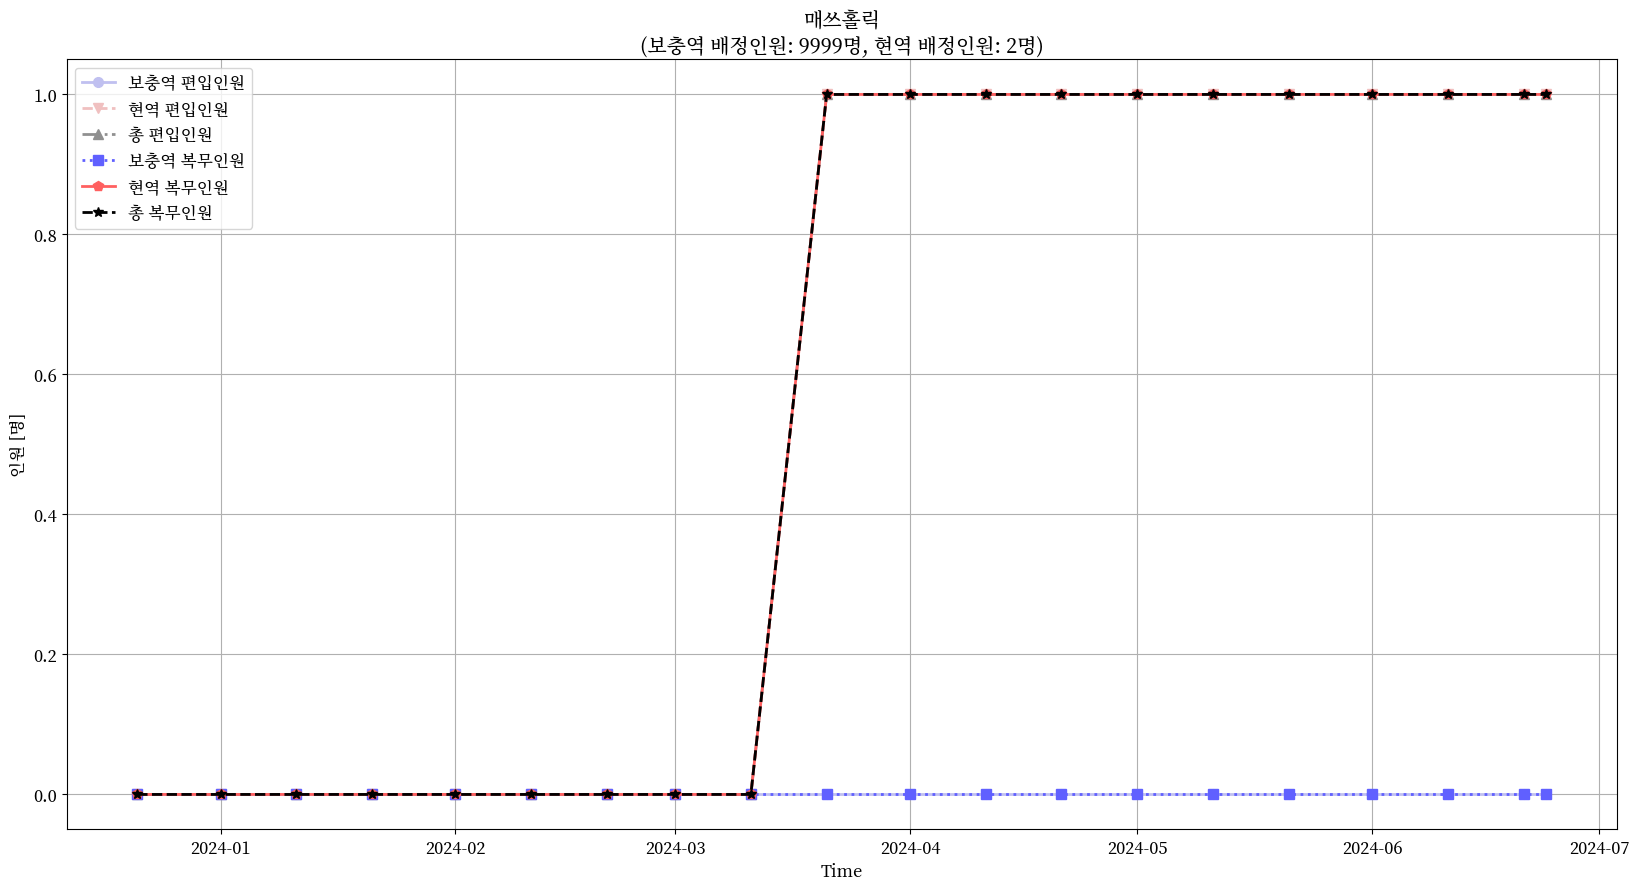 매쓰홀릭
(보충역 배정인원: 9999명, 현역 배정인원: 2명)
보충역 편입인원
현역 편입인원
총 편입인원
보충역 복무인원
현역 복무인원
총 복무인원
1.0
0.8
0.6
0.4
0.2
0.0
인원 [명]
2024-01
2024-02
2024-03
2024-04
2024-05
2024-06
2024-07
Time